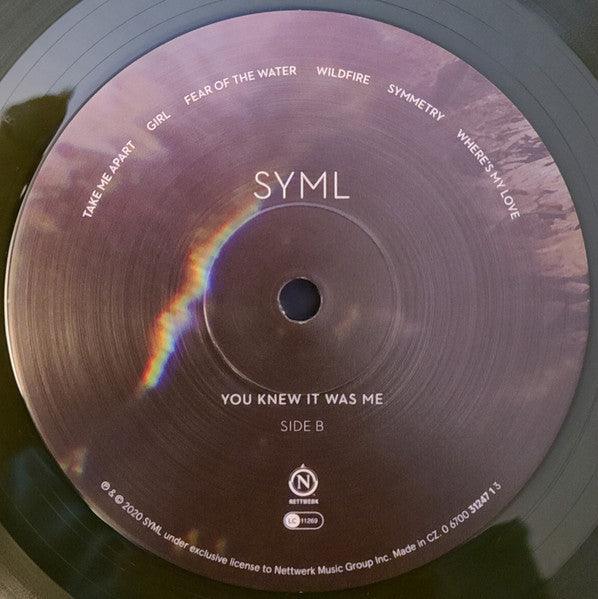 TAKE ME APART GIRL FEAR OF THE WATER WILDFIRE SYMMETRY WHERE'S MY LOVE
SYML
YOU KNEW IT WAS ME
SIDE B
N
NETTWERK
LC 11269
℗ & © 2020 SYML under exclusive license to Nettwerk Music Group Inc. Made in CZ. 0 6700 31247 1 3